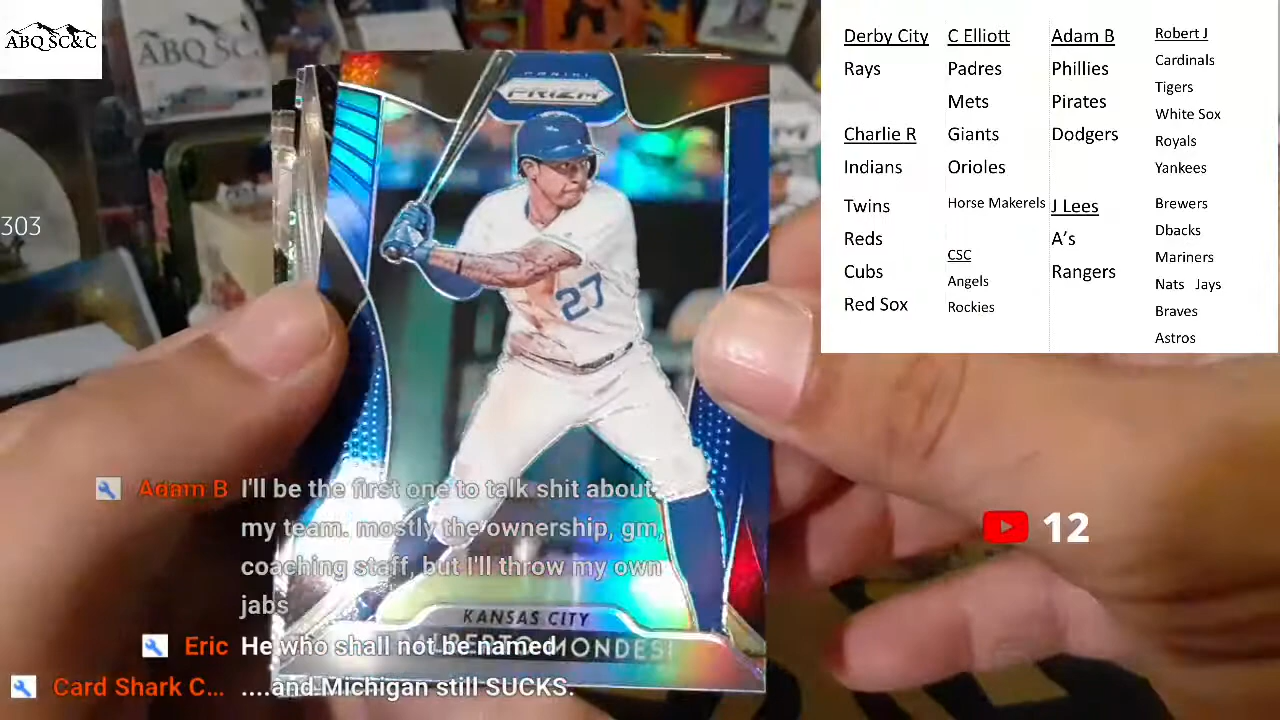 ABQ SC&C
ABQ SC
303
PANINI
PRIZM
27
KANSAS CITY
ALBERTO MONDESI
Derby City
Rays
Charlie R
Indians
Twins
Reds
Cubs
Red Sox
C Elliott
Padres
Mets
Giants
Orioles
Horse Makerels
CSC
Angels
Rockies
Adam B
Phillies
Pirates
Dodgers
J Lees
A's
Rangers
Robert J
Cardinals
Tigers
White Sox
Royals
Yankees
Brewers
Dbacks
Mariners
Nats Jays
Braves
Astros
Adam B I'll be the first one to talk shit about
my team. mostly the ownership, gm,
coaching staff, but I'll throw my own
jabs
Eric He who shall not be named
Card Shark C... ....and Michigan still SUCKS.
12